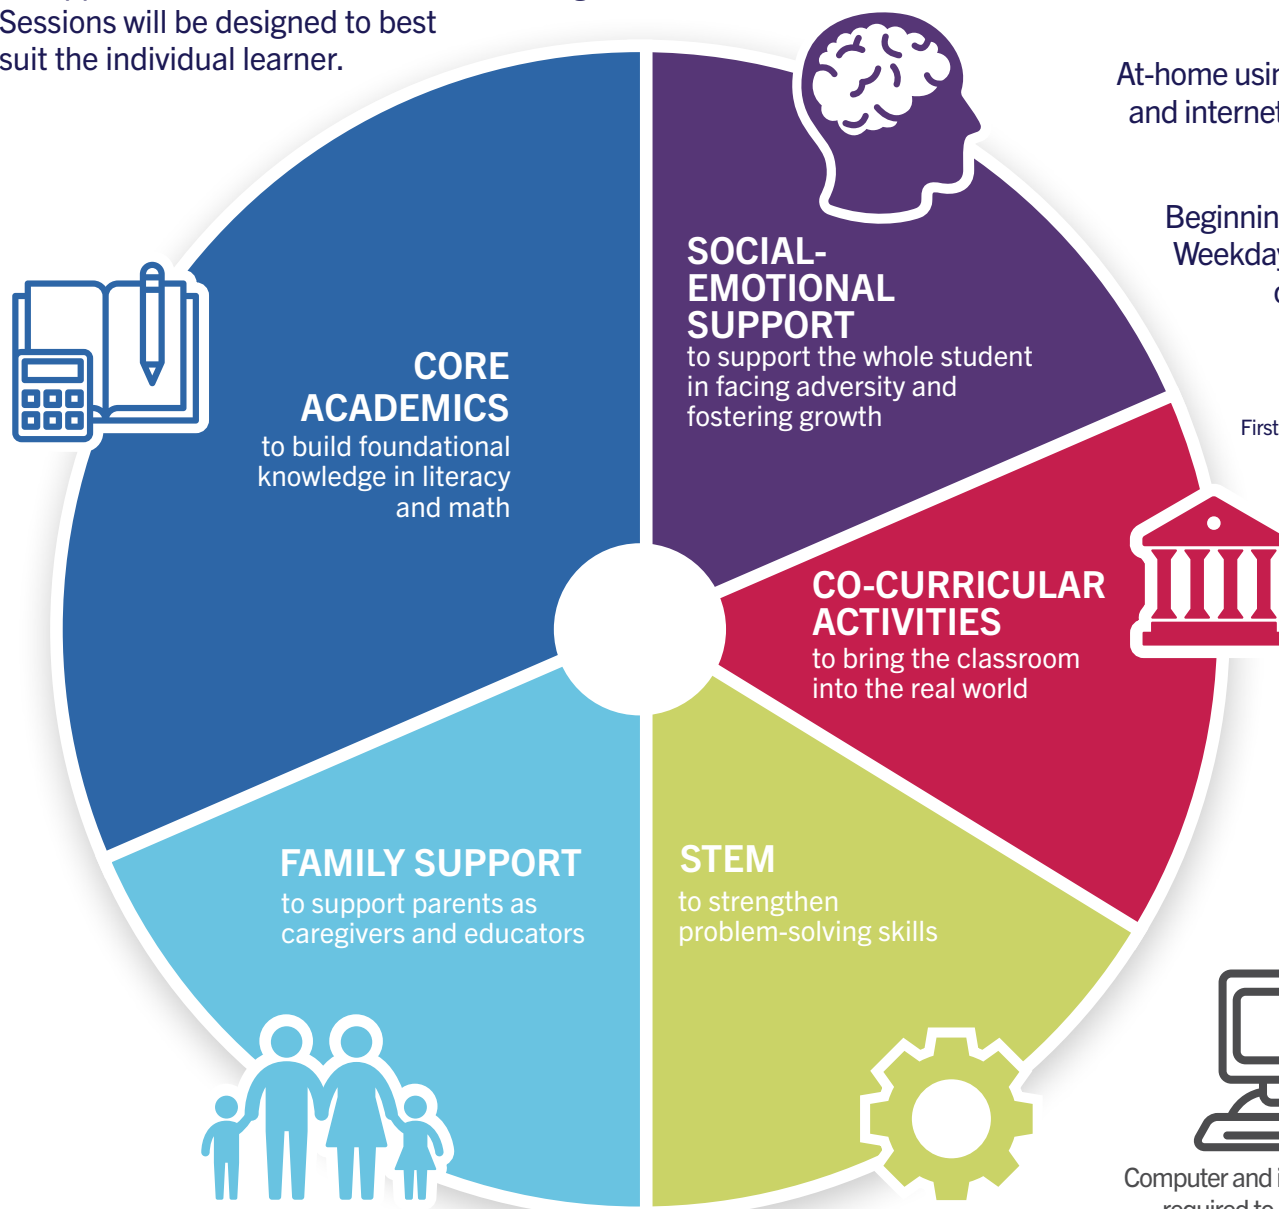 Sessions will be designed to best
suit the individual learner.
At-home
and internet
Beginnin
Weekday
First
SOCIAL-
EMOTIONAL
SUPPORT
to support the whole student
in facing adversity and
fostering growth
CORE
ACADEMICS
to build foundational
knowledge in literacy
and math
CO-CURRICULAR
ACTIVITIES
to bring the classroom
into the real world
FAMILY SUPPORT
to support parents as
caregivers and educators
STEM
to strengthen
problem-solving skills
Computer and
required to